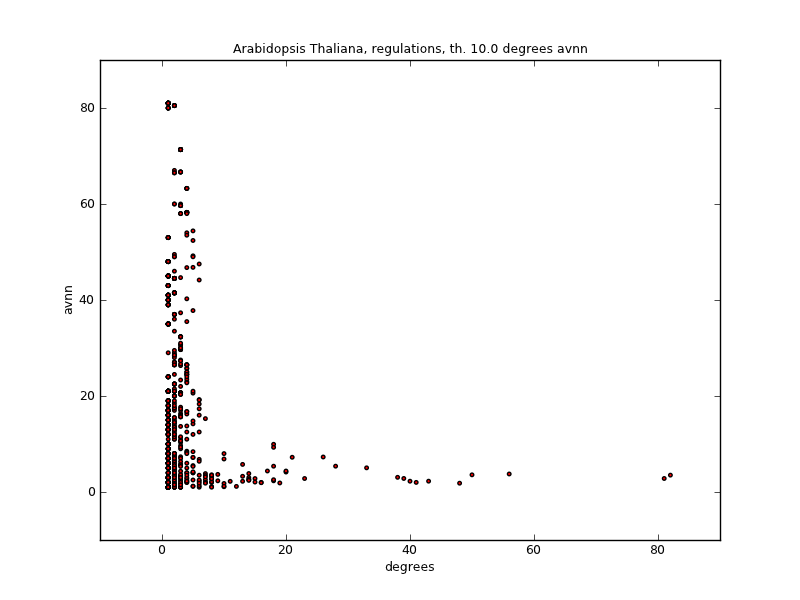 Arabidopsis Thaliana, regulations, th. 10.0 degrees avnn
80
60
40
20
0
avnn
0 20 40 60 80
degrees